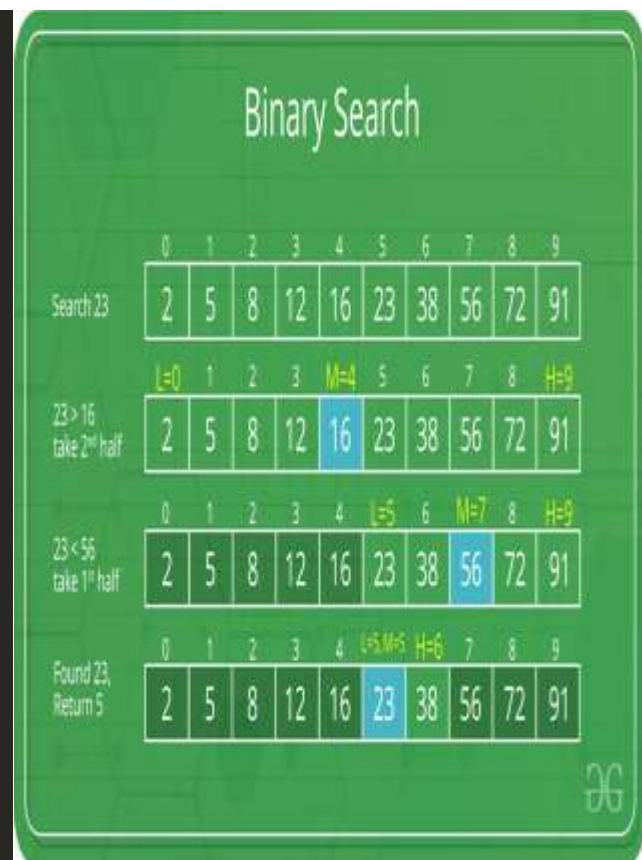 Binary Search
0 1 2 3 4 5 6 7 8 9
Search 23
2 5 8 12 16 23 38 56 72 91
L=0 1 2 3 M=4 5 6 7 8 H=9
23 > 16
take 2nd half
2 5 8 12 16 23 38 56 72 91
0 1 2 3 4 L=5 6 M=7 8 H=9
23 < 56
take 1st half
2 5 8 12 16 23 38 56 72 91
0 1 2 3 4 L=5, M=5 H=6 7 8 9
Found 23,
Return 5
2 5 8 12 16 23 38 56 72 91